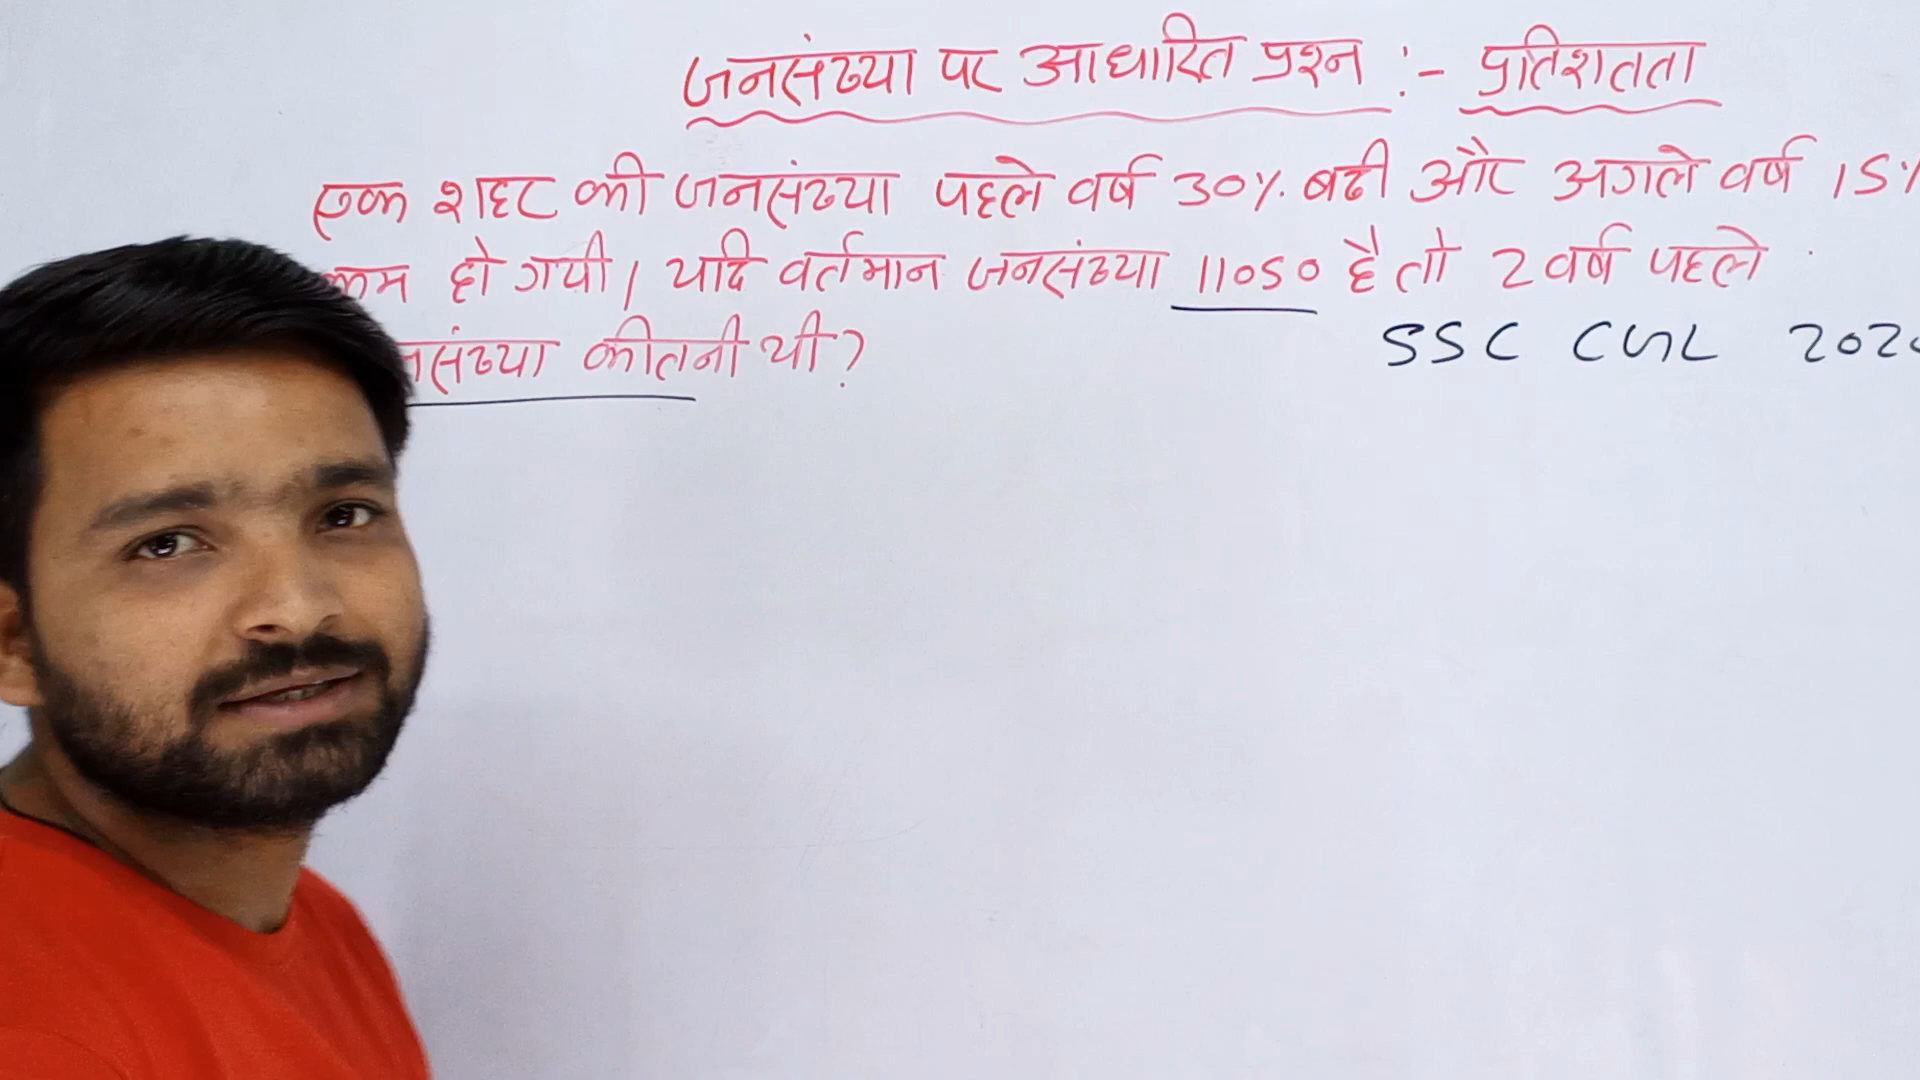 जनसंख्या पर आधारित प्रश्न :- प्रतिशतता
एक शहर की जनसंख्या पहले वर्ष 30% बढी और अगले वर्ष 15%
कम हो गयी। यदि वर्तमान जनसंख्या 11050 है तो 2 वर्ष पहले
कीतनी थी?
SSC CGL